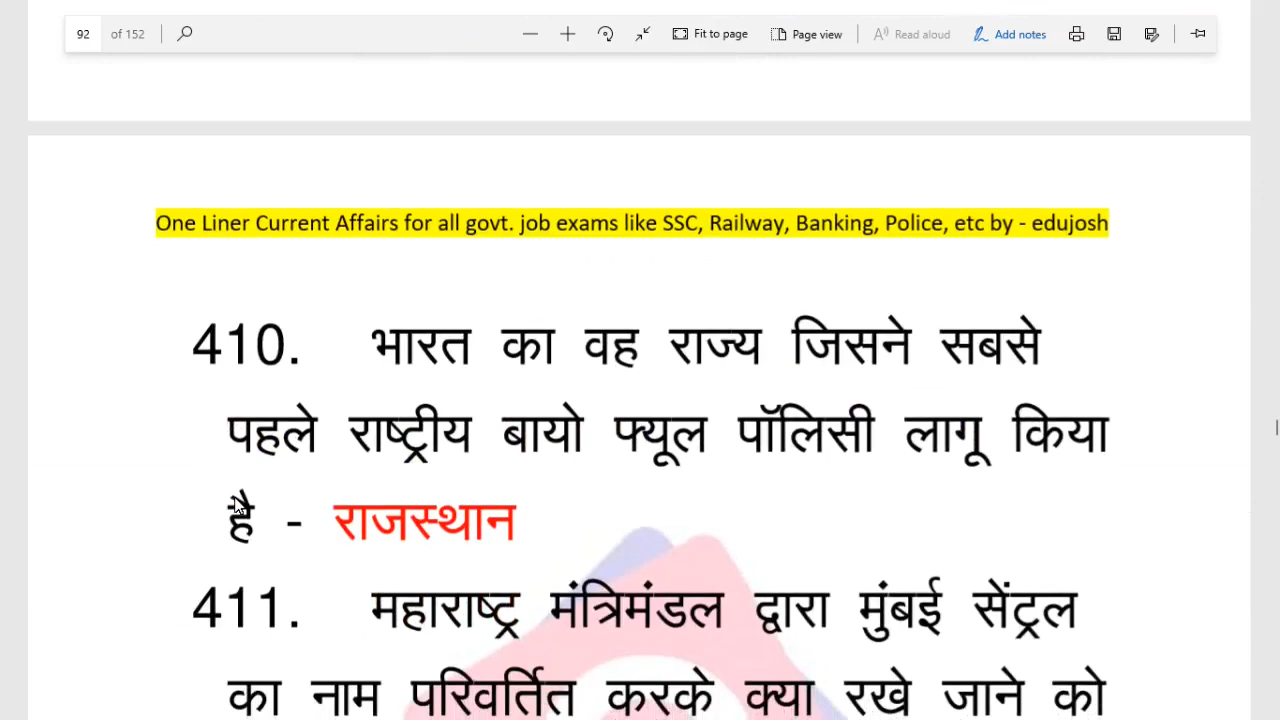 92 of 152 Fit to page Page view Read aloud Add notes
One Liner Current Affairs for all govt. job exams like SSC, Railway, Banking, Police, etc by - edujosh
410. भारत का वह राज्य जिसने सबसे
पहले राष्ट्रीय बायो फ्यूल पॉलिसी लागू किया
है - राजस्थान
411. महाराष्ट्र मंत्रिमंडल द्वारा मुंबई सेंट्रल
का नाम परिवर्तित करके क्या रखे जाने को